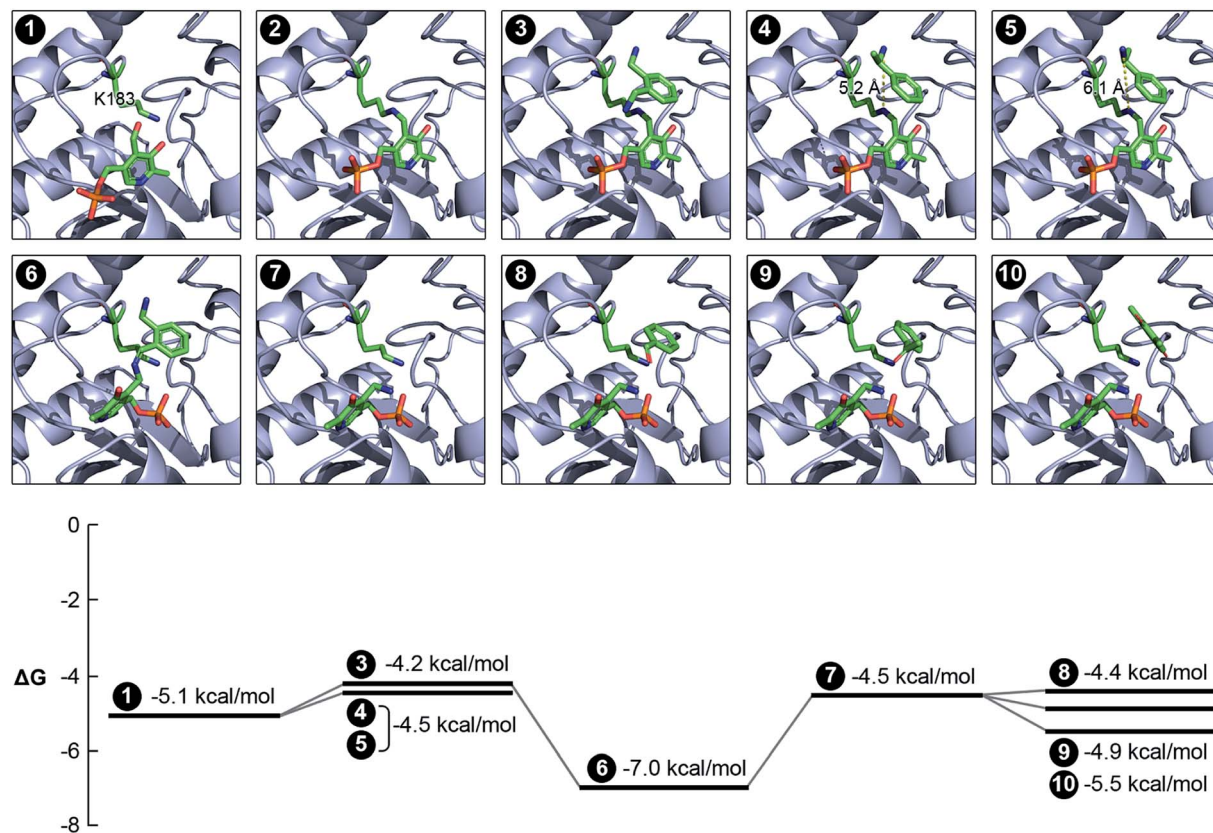 1
2
3
4
5
K183
5.2 Å
6.1 Å
6
7
8
9
10
0
-2
-4
-6
-8
ΔG
1 -5.1 kcal/mol
3 -4.2 kcal/mol
4
5
-4.5 kcal/mol
6 -7.0 kcal/mol
7 -4.5 kcal/mol
8 -4.4 kcal/mol
9 -4.9 kcal/mol
10 -5.5 kcal/mol